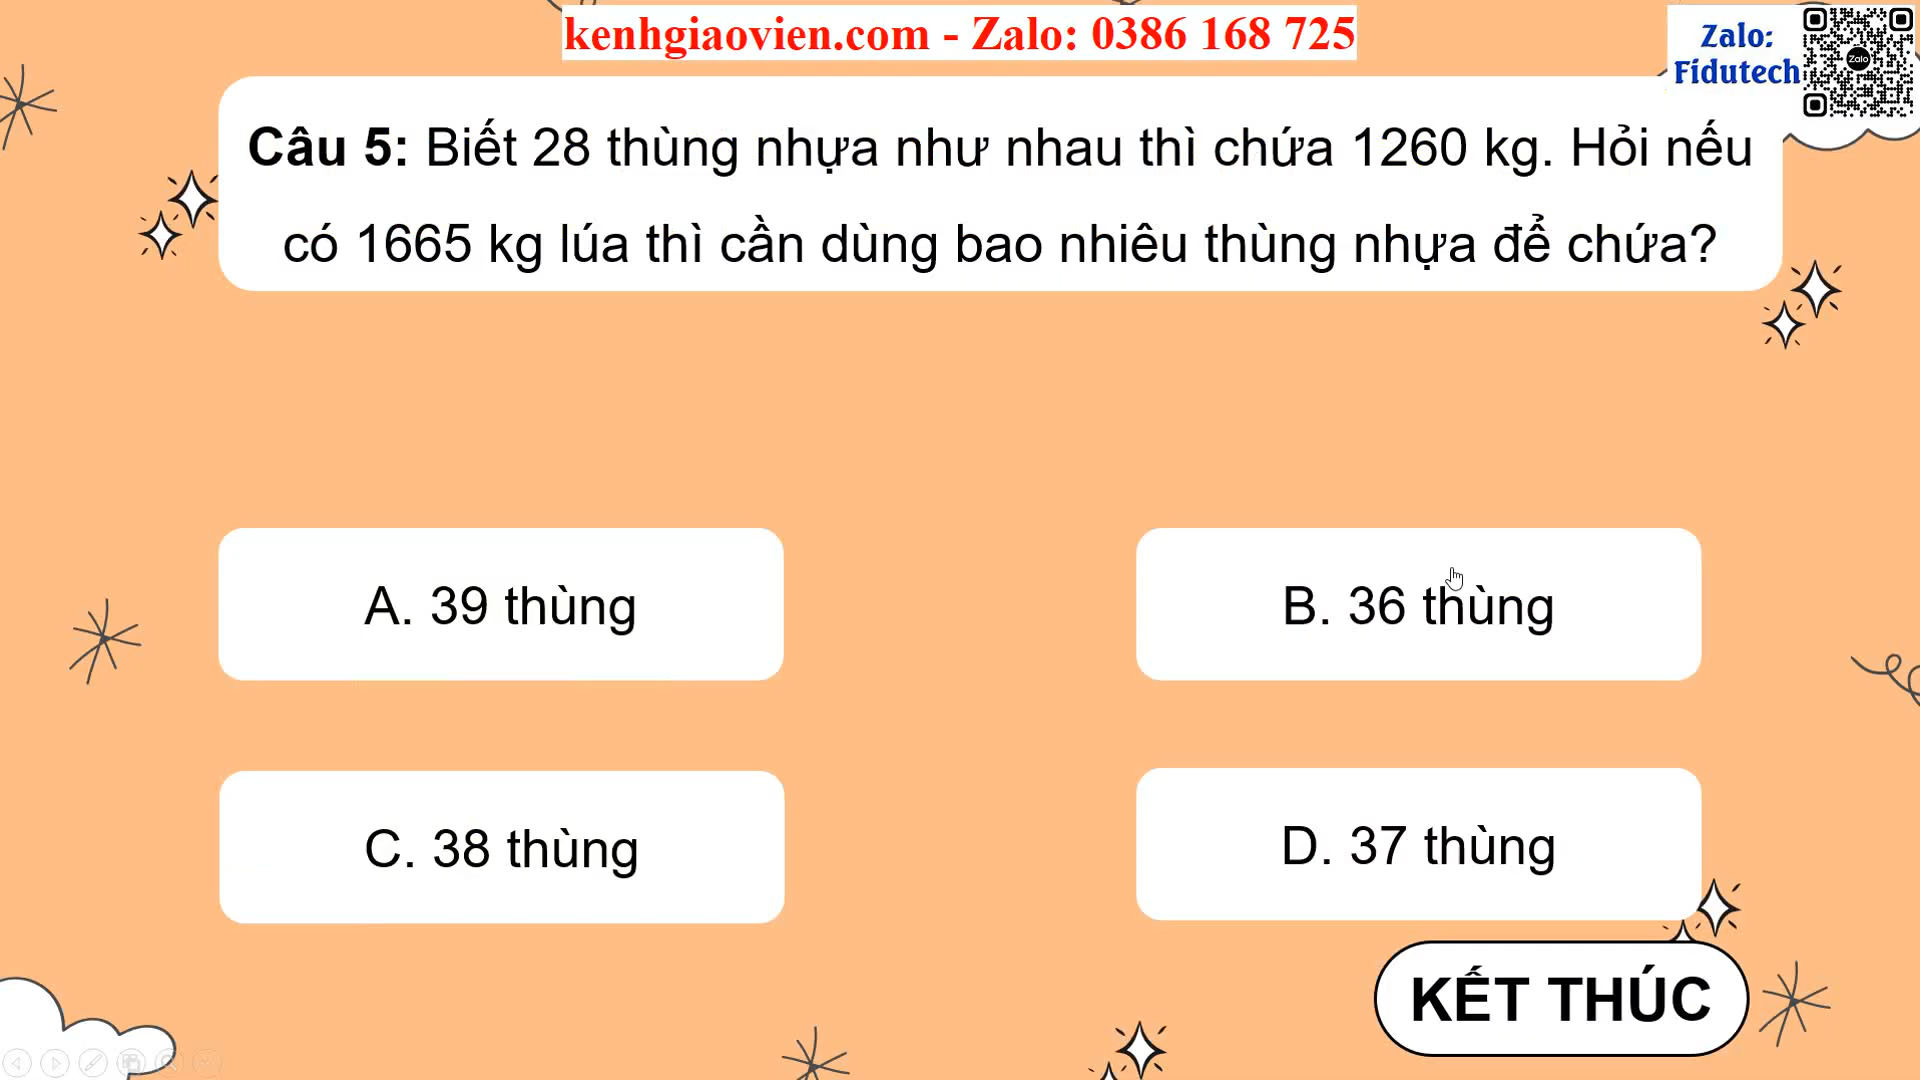 kenhgiaovien.com - Zalo: 0386 168 725
Zalo:
Fidutech
Zalo
Câu 5: Biết 28 thùng nhựa như nhau thì chứa 1260 kg. Hỏi nếu
có 1665 kg lúa thì cần dùng bao nhiêu thùng nhựa để chứa?
A. 39 thùng
B. 36 thùng
C. 38 thùng
D. 37 thùng
KẾT THÚC